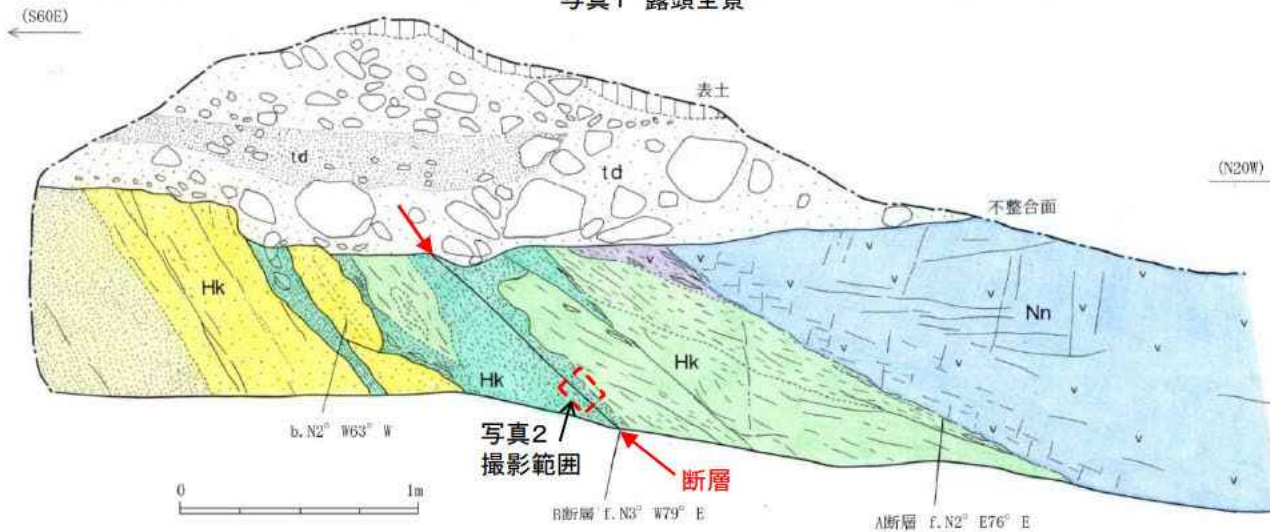 写真1 露頭全景
(S60E)
表土
td
td
(N20W)
不整合面
Hk
Nn
Hk
Hk
b. N2° W63° W
写真2
撮影範囲
断層
0
1m
B断層 f. N3° W79° E
A断層 f. N2° E76° E